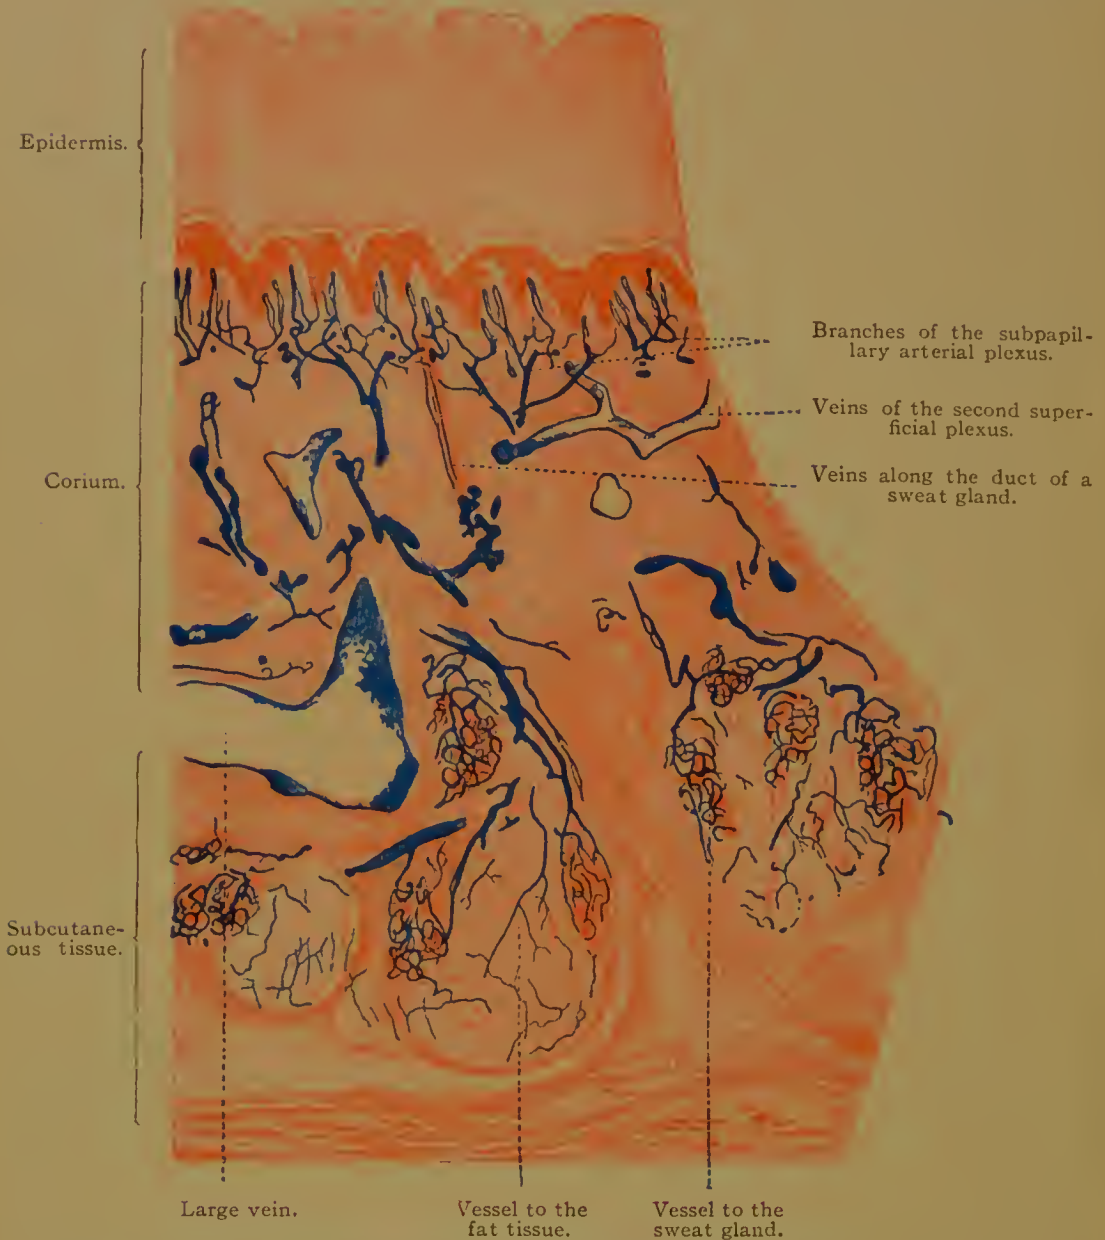 Epidermis.
Branches of the subpapil-
lary arterial plexus.
Veins of the second super-
ficial plexus.
Corium.
Veins along the duct of a
sweat gland.
Subcutane-
ous tissue.
Large vein.
Vessel to the
fat tissue.
Vessel to the
sweat gland.